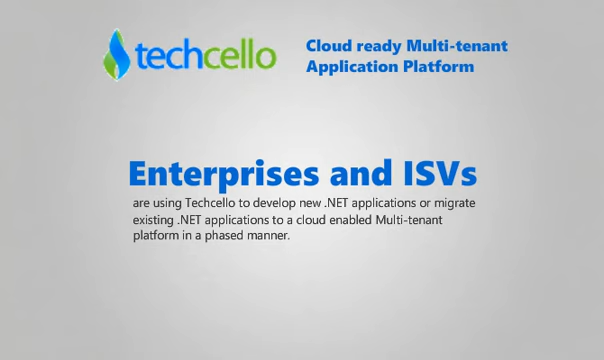 techcello
Cloud ready Multi-tenant
Application Platform
Enterprises and ISVs
are using Techcello to develop new .NET applications or migrate
existing .NET applications to a cloud enabled Multi-tenant
platform in a phased manner.